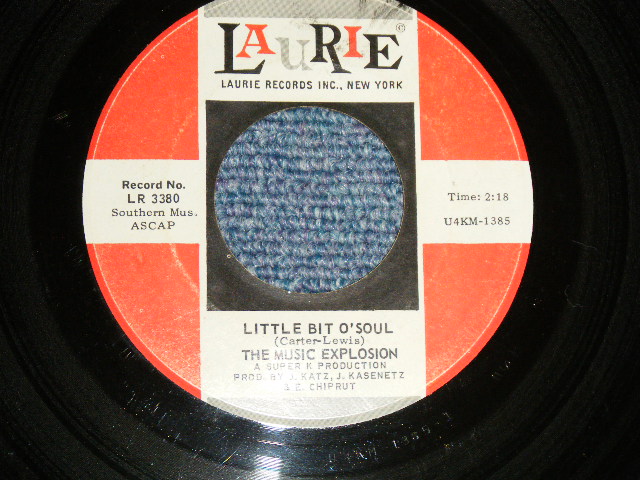 LAURIE ©
LAURIE RECORDS INC., NEW YORK
Record No.
LR 3380
Southern Mus.
ASCAP
Time: 2:18
U4KM-1385
LITTLE BIT O'SOUL
(Carter-Lewis)
THE MUSIC EXPLOSION
A SUPER K PRODUCTION
PROD. BY J. KATZ, J. KASENETZ
& E. CHIPRUT